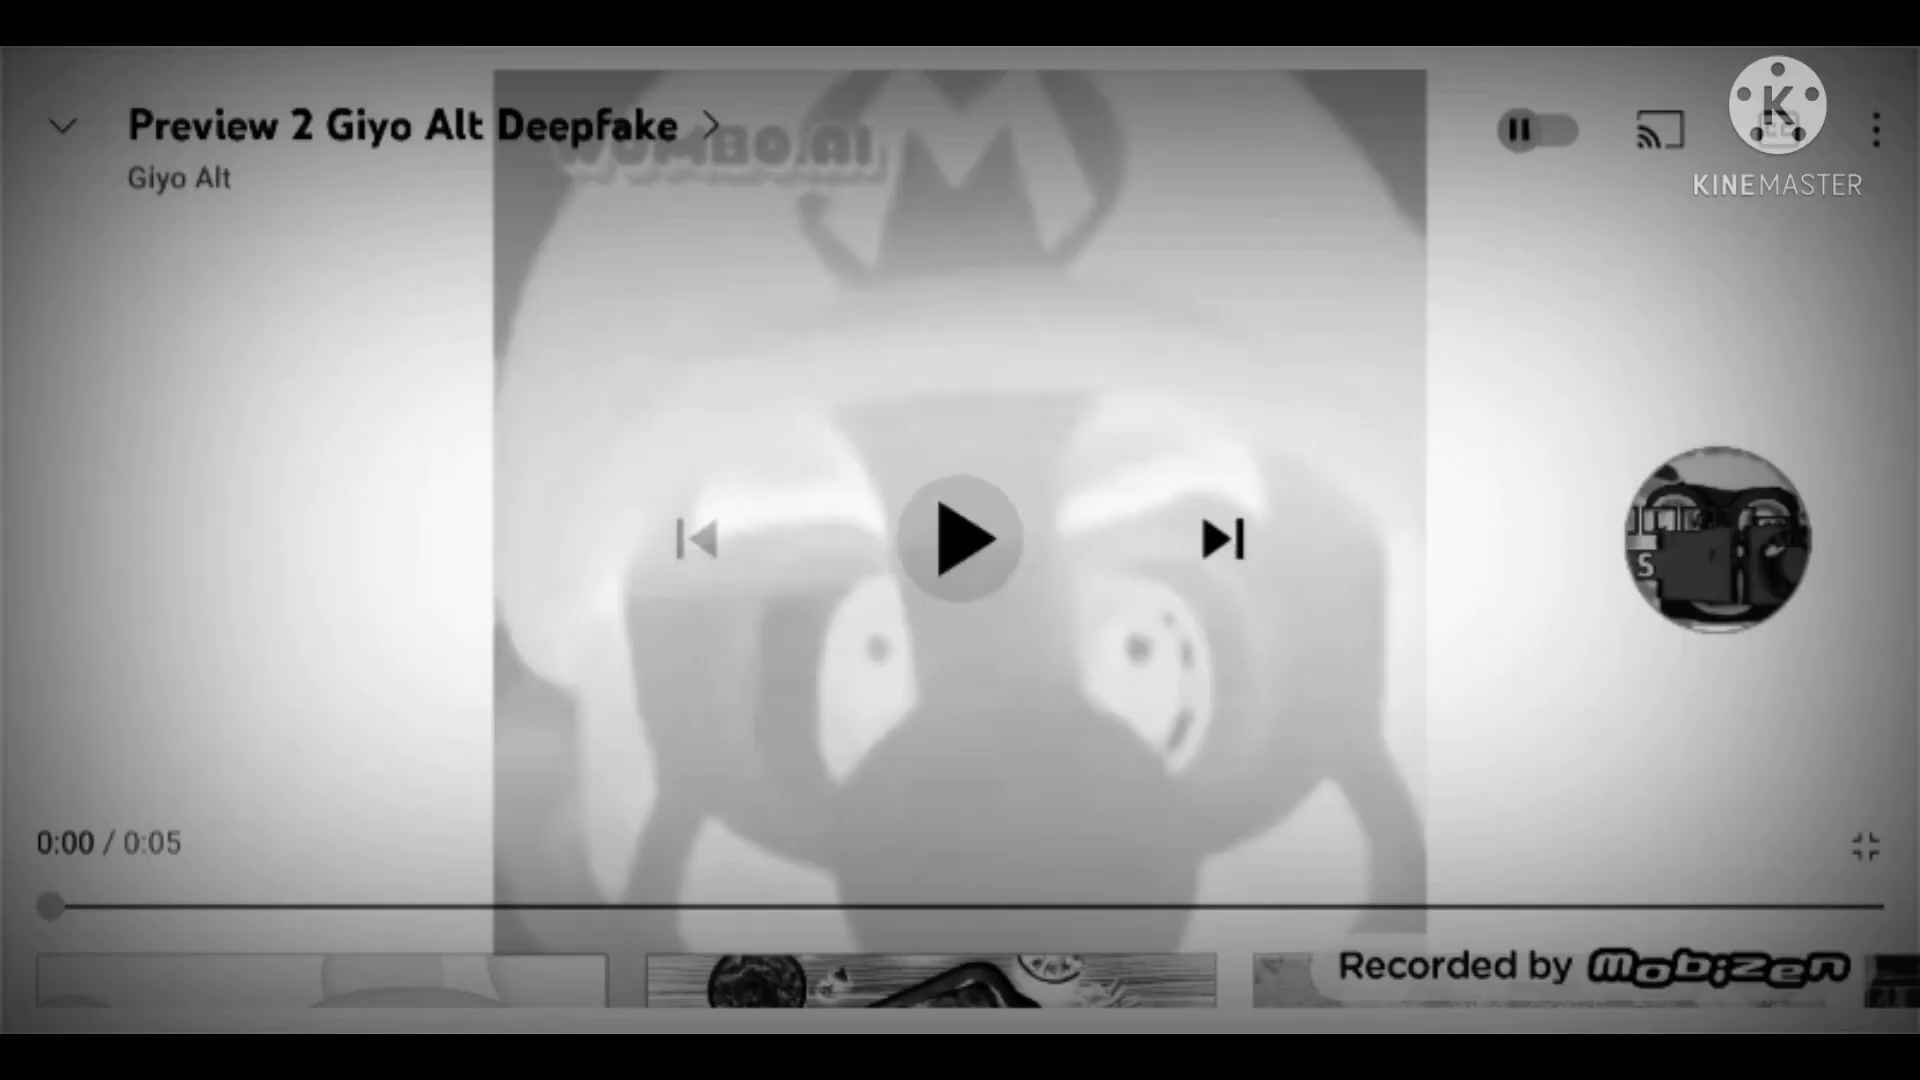 Preview 2 Giyo Alt Deepfake
Giyo Alt
WOMBO.AI
M
K
KINEMASTER
S
0:00 / 0:05
Recorded by mobizen